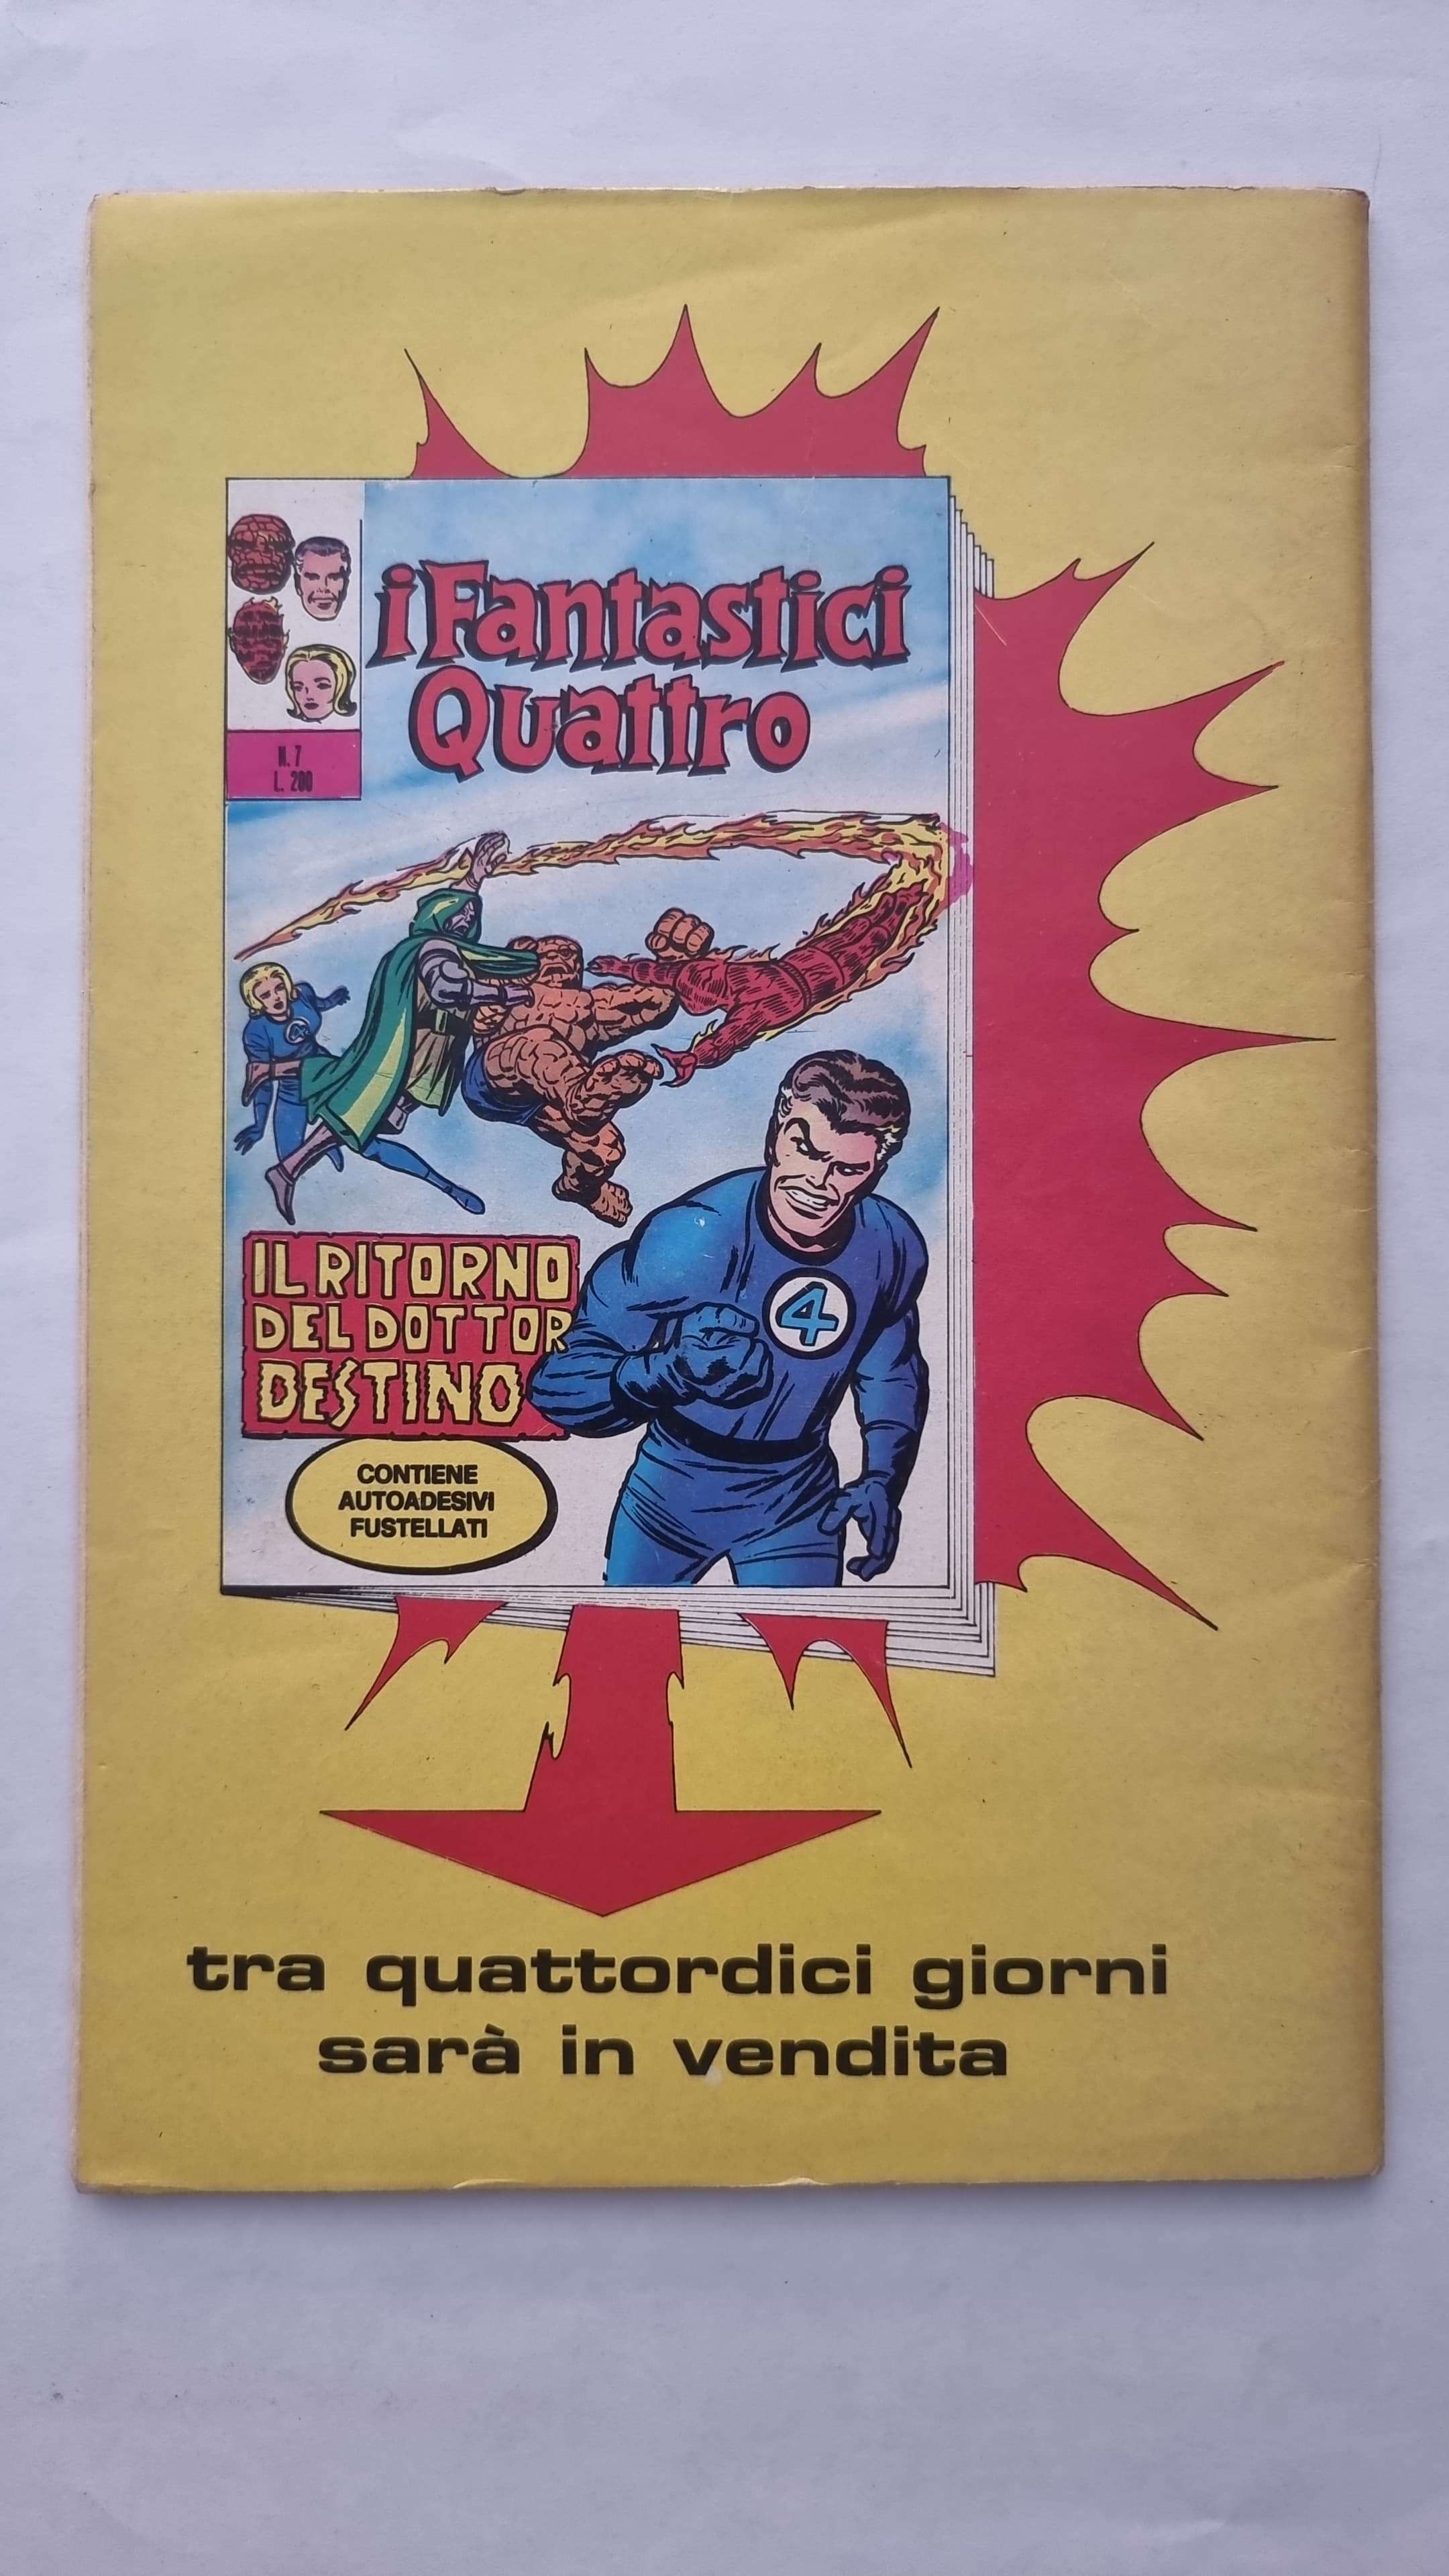 i Fantastici
Quattro
N. 7
L. 200
4
IL RITORNO
DEL DOTTOR
DESTINO
4
CONTIENE
AUTOADESIVI
FUSTELLATI
tra quattordici giorni
sarà in vendita